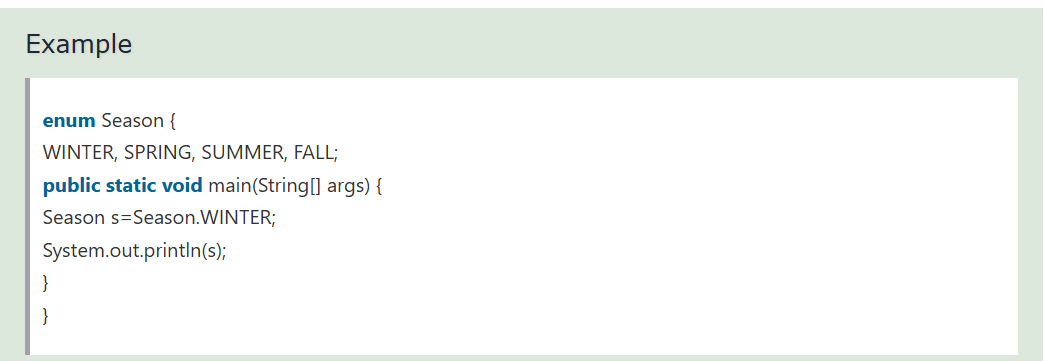 Example
enum Season {
WINTER, SPRING, SUMMER, FALL;
public static void main(String[] args) {
Season s=Season.WINTER;
System.out.println(s);
}
}